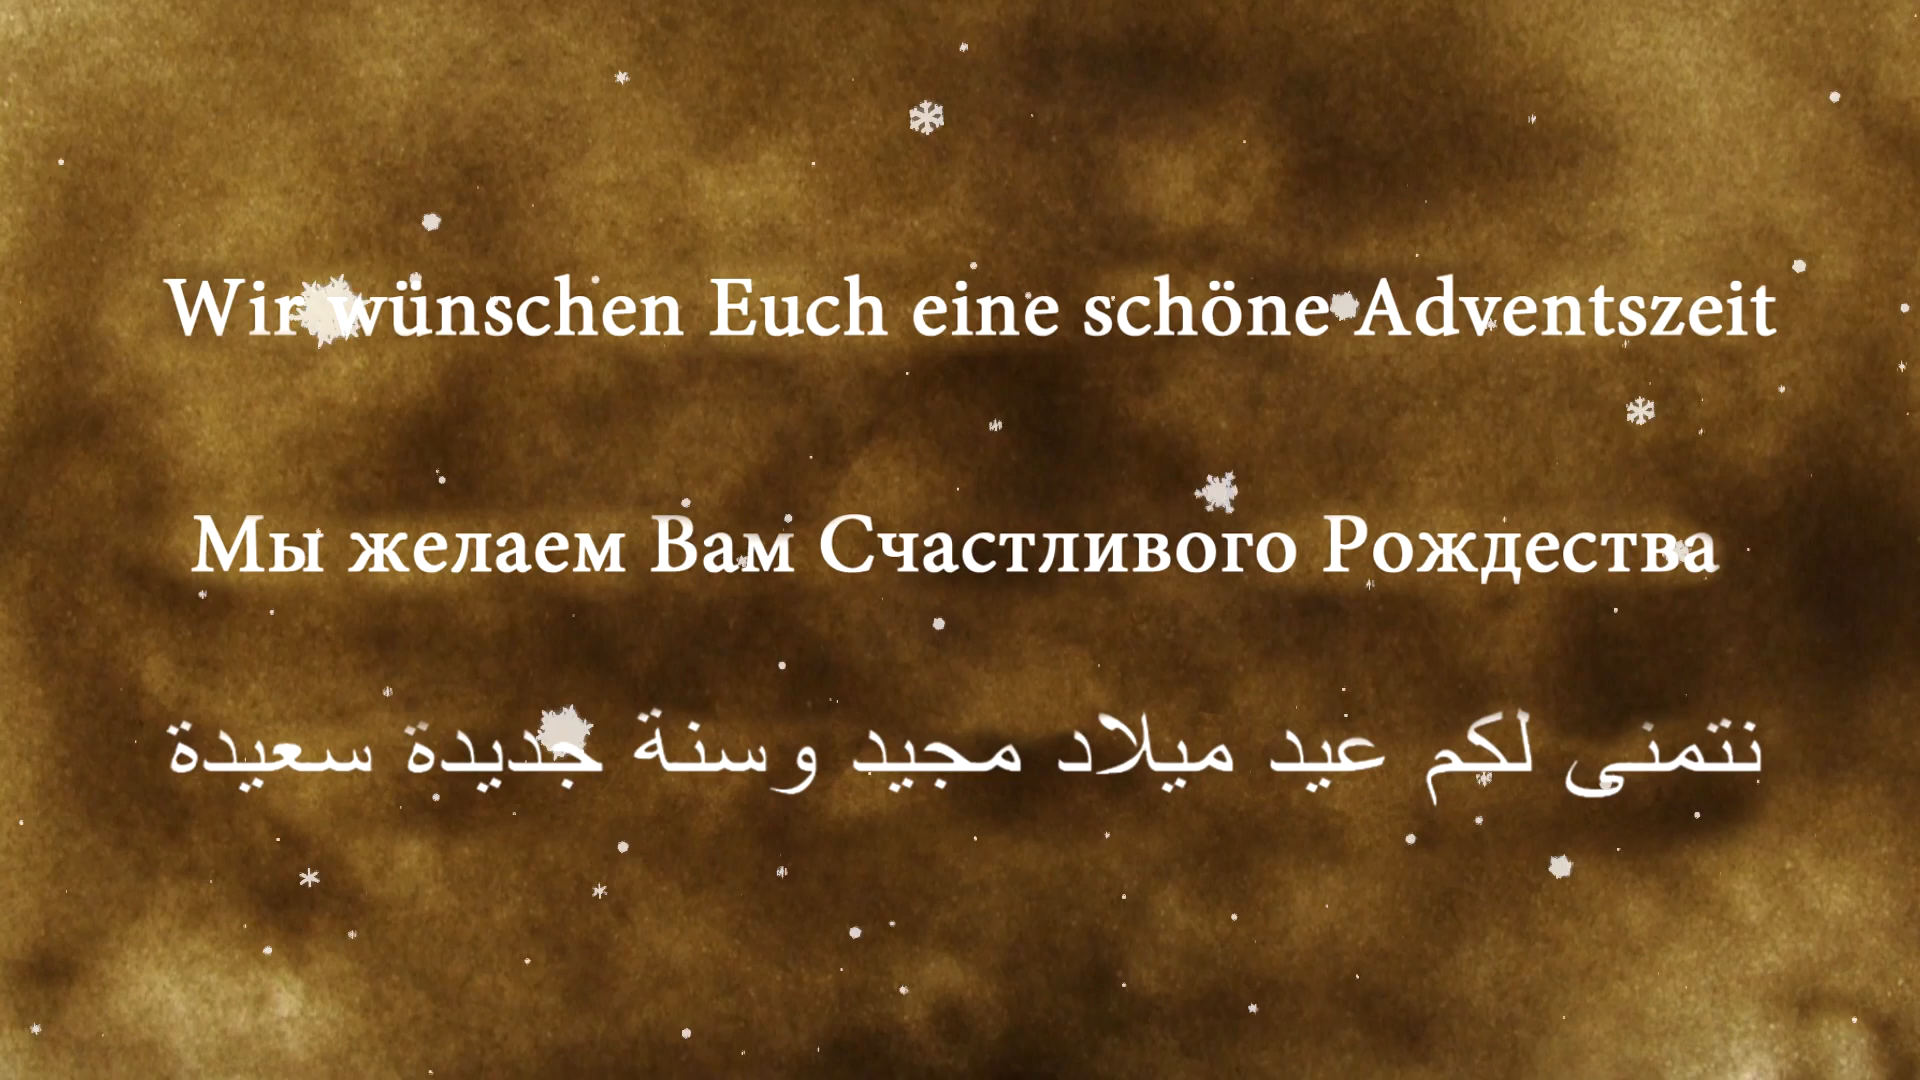 Wir wünschen Euch eine schöne Adventszeit
Мы желаем Вам Счастливого Рождества
نتمنى لكم عيد ميلاد مجيد وسنة جديدة سعيدة